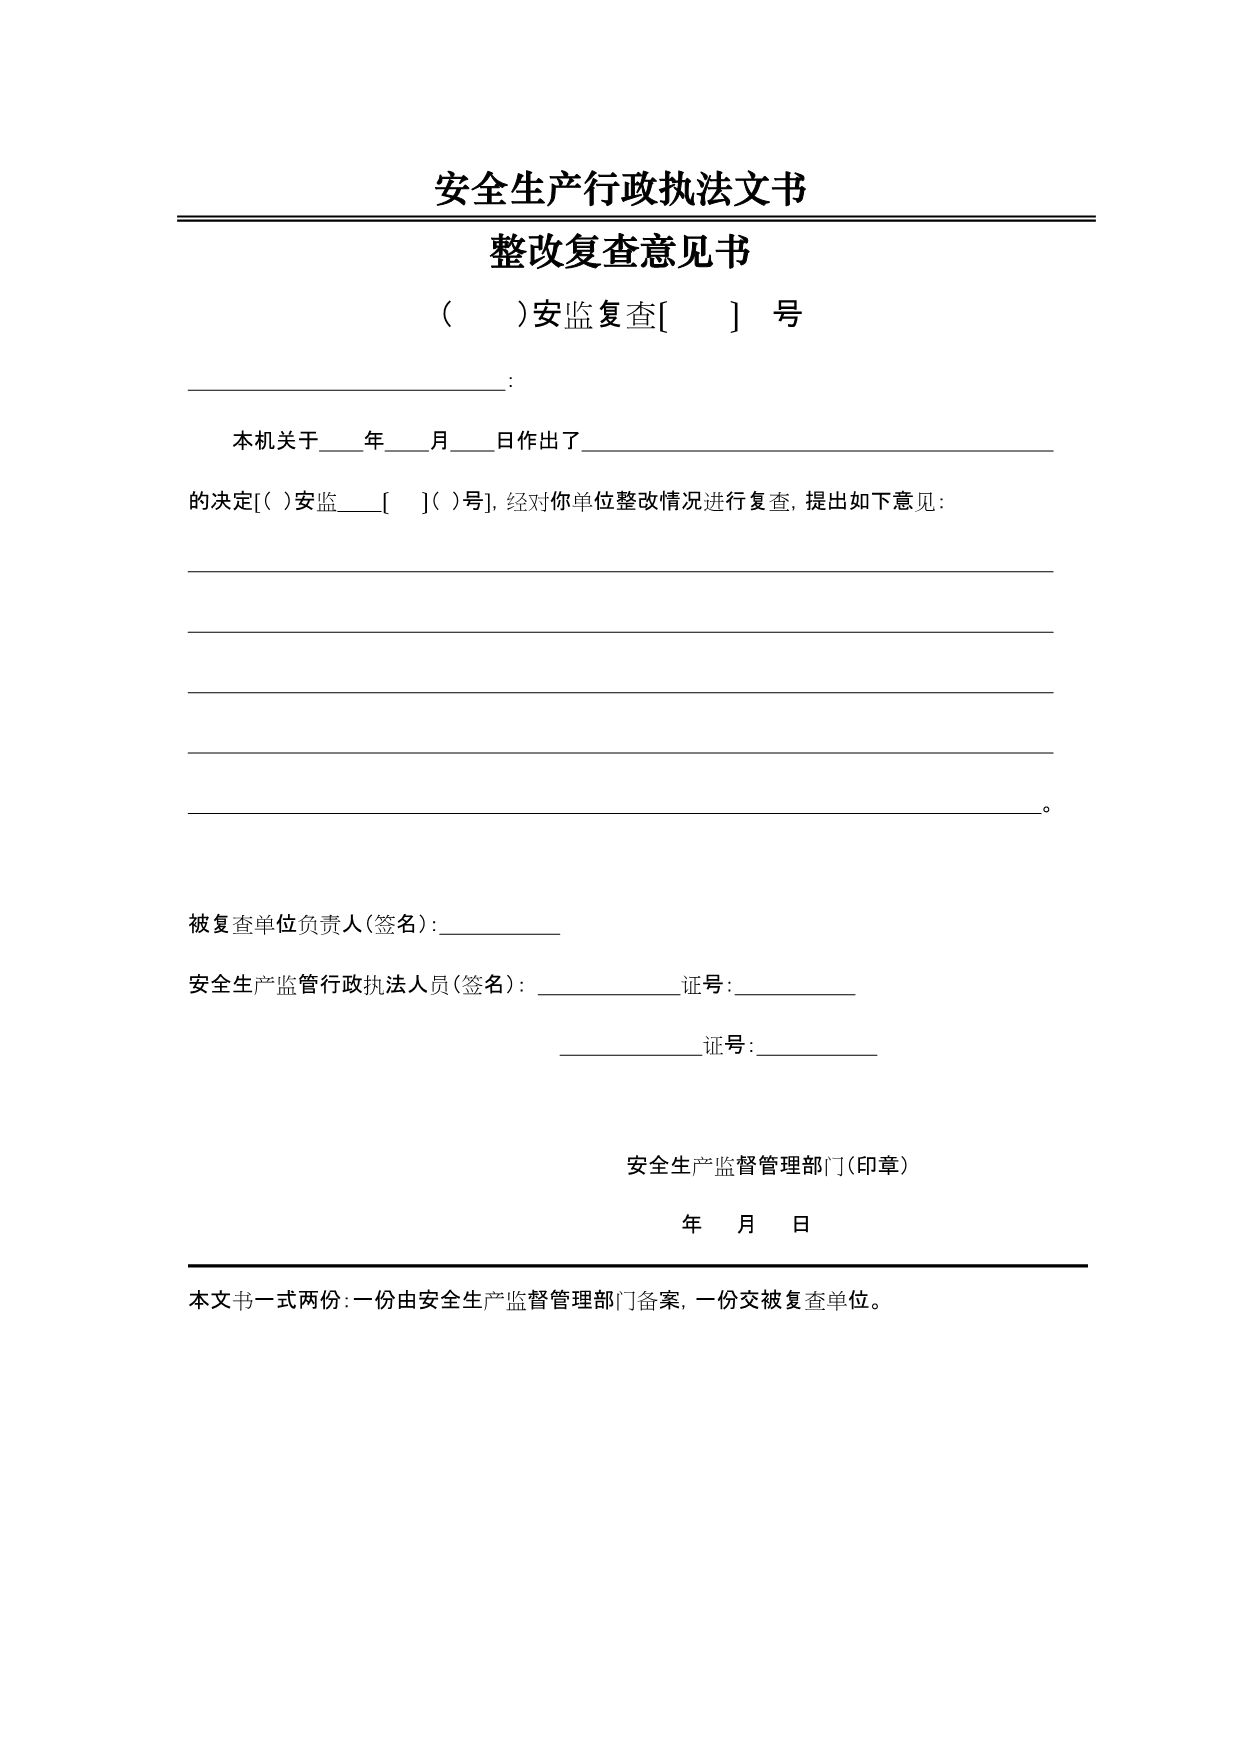 安全生产行政执法文书
整改复查意见书
（　　）安监复查[　　]　号
_____________________________:
本机关于____年____月____日作出了___________________________________________
的决定[(  )安监____[　 ](  )号]，经对你单位整改情况进行复查，提出如下意见：
_______________________________________________________________________________
_______________________________________________________________________________
_______________________________________________________________________________
_______________________________________________________________________________
______________________________________________________________________________。
被复查单位负责人（签名）：___________
安全生产监管行政执法人员（签名）： _____________证号：___________
_____________证号：___________
安全生产监督管理部门（印章）
年　月　日
本文书一式两份：一份由安全生产监督管理部门备案，一份交被复查单位。